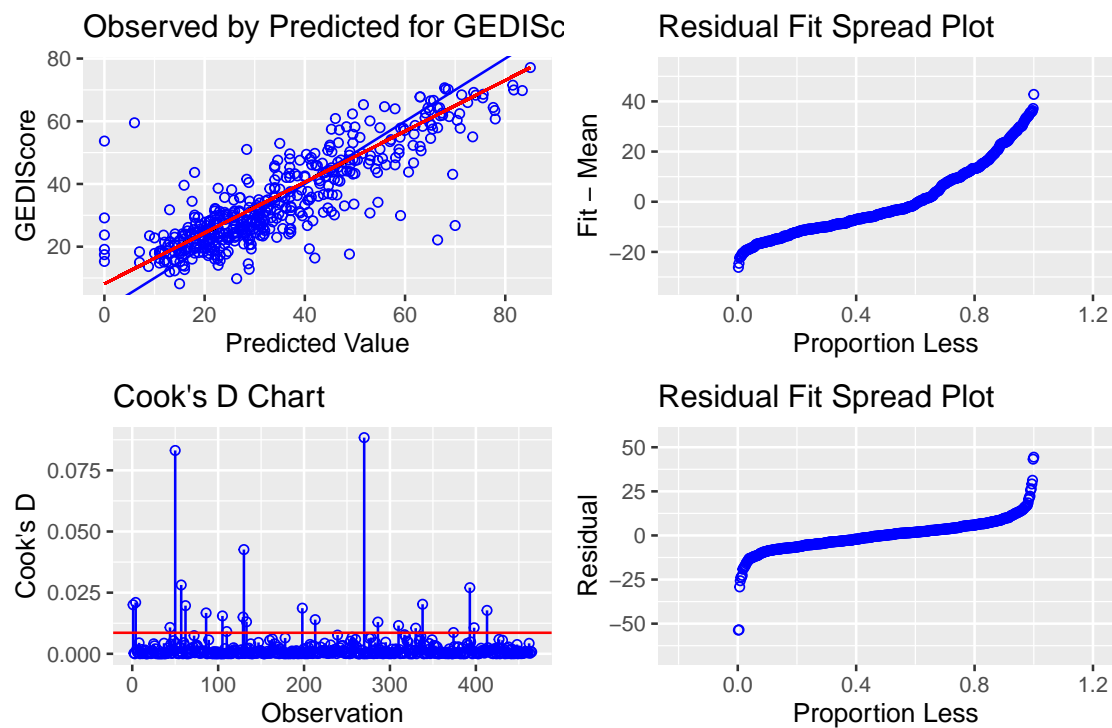 Observed by Predicted for GEDISc
80
60
40
20
GEDIScore
0 20 40 60 80
Predicted Value
Residual Fit Spread Plot
40
20
0
−20
Fit − Mean
0.0 0.4 0.8 1.2
Proportion Less
Cook's D Chart
0.075
0.050
0.025
0.000
Cook's D
0 100 200 300 400
Observation
Residual Fit Spread Plot
50
25
0
−25
−50
Residual
0.0 0.4 0.8 1.2
Proportion Less